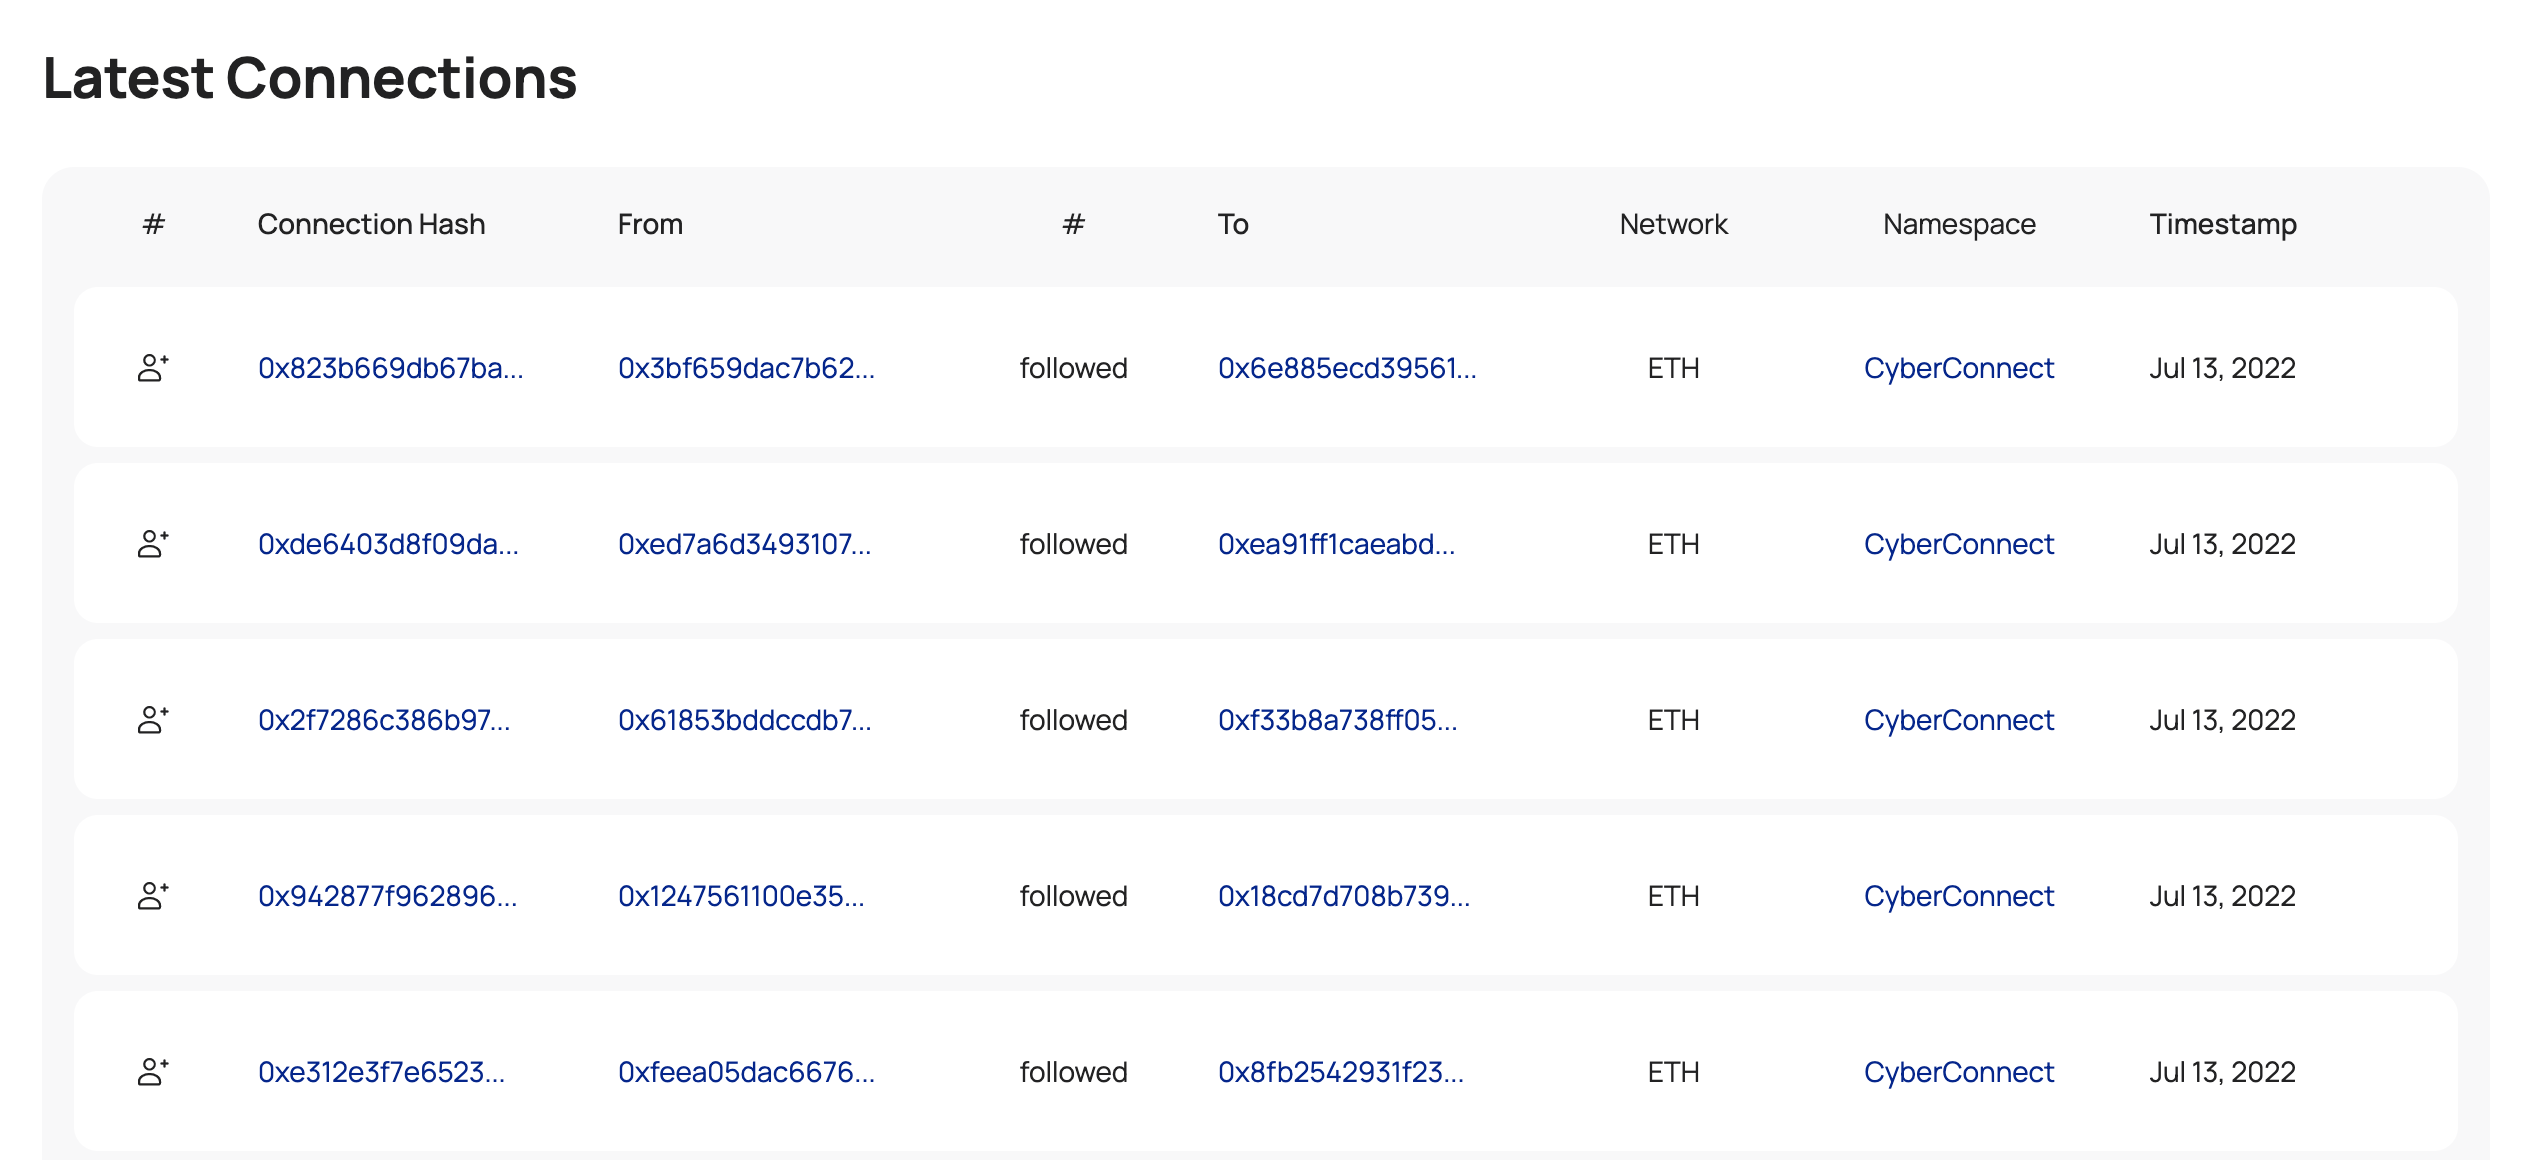 Latest Connections
# Connection Hash From # To Network Namespace Timestamp
0x823b669db67ba... 0x3bf659dac7b62... followed 0x6e885ecd39561... ETH CyberConnect Jul 13, 2022
0xde6403d8f09da... 0xed7a6d3493107... followed 0xea91ff1caeabd... ETH CyberConnect Jul 13, 2022
0x2f7286c386b97... 0x61853bddccdb7... followed 0xf33b8a738ff05... ETH CyberConnect Jul 13, 2022
0x942877f962896... 0x1247561100e35... followed 0x18cd7d708b739... ETH CyberConnect Jul 13, 2022
0xe312e3f7e6523... 0xfeea05dac6676... followed 0x8fb2542931f23... ETH CyberConnect Jul 13, 2022